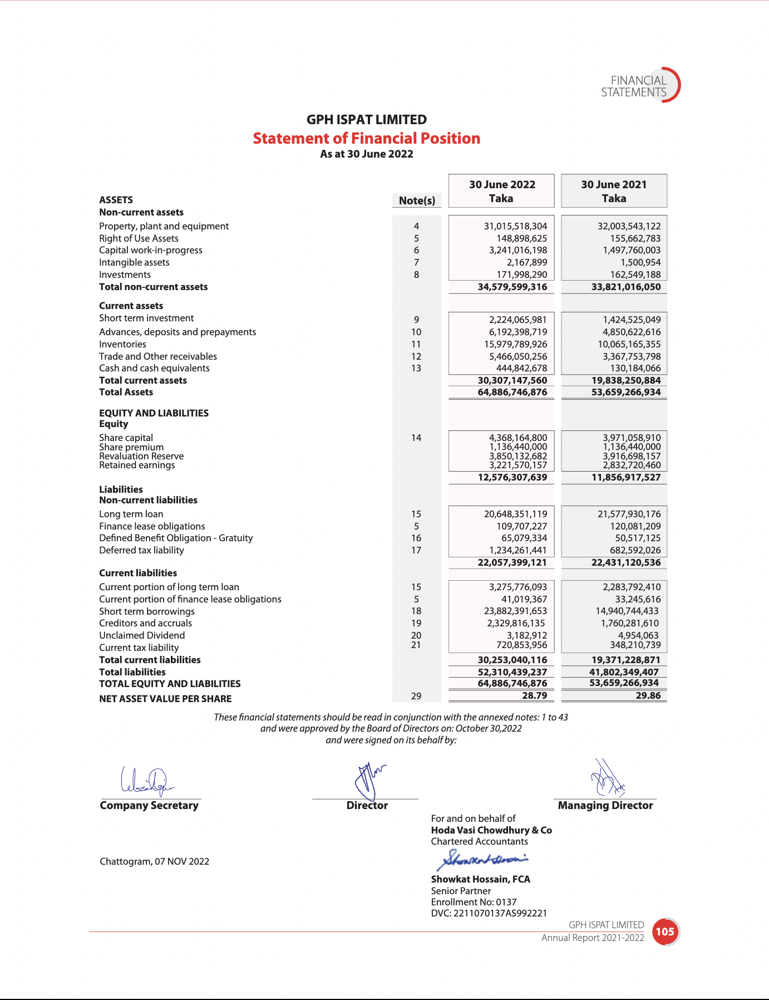 FINANCIAL
STATEMENTS
GPH ISPAT LIMITED
Statement of Financial Position
As at 30 June 2022
ASSETS Note(s) 30 June 2022 Taka 30 June 2021 Taka
Non-current assets
Property, plant and equipment 4 31,015,518,304 32,003,543,122
Right of Use Assets 5 148,898,625 155,662,783
Capital work-in-progress 6 3,241,016,198 1,497,760,003
Intangible assets 7 2,167,899 1,500,954
Investments 8 171,998,290 162,549,188
Total non-current assets 34,579,599,316 33,821,016,050
Current assets
Short term investment 9 2,224,065,981 1,424,525,049
Advances, deposits and prepayments 10 6,192,398,719 4,850,622,616
Inventories 11 15,979,789,926 10,065,165,355
Trade and Other receivables 12 5,466,050,256 3,367,753,798
Cash and cash equivalents 13 444,842,678 130,184,066
Total current assets 30,307,147,560 19,838,250,884
Total Assets 64,886,746,876 53,659,266,934
EQUITY AND LIABILITIES
Equity
Share capital 14 4,368,164,800 3,971,058,910
Share premium 1,136,440,000 1,136,440,000
Revaluation Reserve 3,850,132,682 3,916,698,157
Retained earnings 3,221,570,157 2,832,720,460
12,576,307,639 11,856,917,527
Liabilities
Non-current liabilities
Long term loan 15 20,648,351,119 21,577,930,176
Finance lease obligations 5 109,707,227 120,081,209
Defined Benefit Obligation - Gratuity 16 65,079,334 50,517,125
Deferred tax liability 17 1,234,261,441 682,592,026
22,057,399,121 22,431,120,536
Current liabilities
Current portion of long term loan 15 3,275,776,093 2,283,792,410
Current portion of finance lease obligations 5 41,019,367 33,245,616
Short term borrowings 18 23,882,391,653 14,940,744,433
Creditors and accruals 19 2,329,816,135 1,760,281,610
Unclaimed Dividend 20 3,182,912 4,954,063
Current tax liability 21 720,853,956 348,210,739
Total current liabilities 30,253,040,116 19,371,228,871
Total liabilities 52,310,439,237 41,802,349,407
TOTAL EQUITY AND LIABILITIES 64,886,746,876 53,659,266,934
NET ASSET VALUE PER SHARE 29 28.79 29.86
These financial statements should be read in conjunction with the annexed notes: 1 to 43
and were approved by the Board of Directors on: October 30,2022
and were signed on its behalf by:
Company Secretary Director Managing Director
For and on behalf of
Hoda Vasi Chowdhury & Co
Chartered Accountants
Chattogram, 07 NOV 2022
Showkat Hossain, FCA
Senior Partner
Enrollment No: 0137
DVC: 2211070137AS992221
GPH ISPAT LIMITED
Annual Report 2021-2022
105